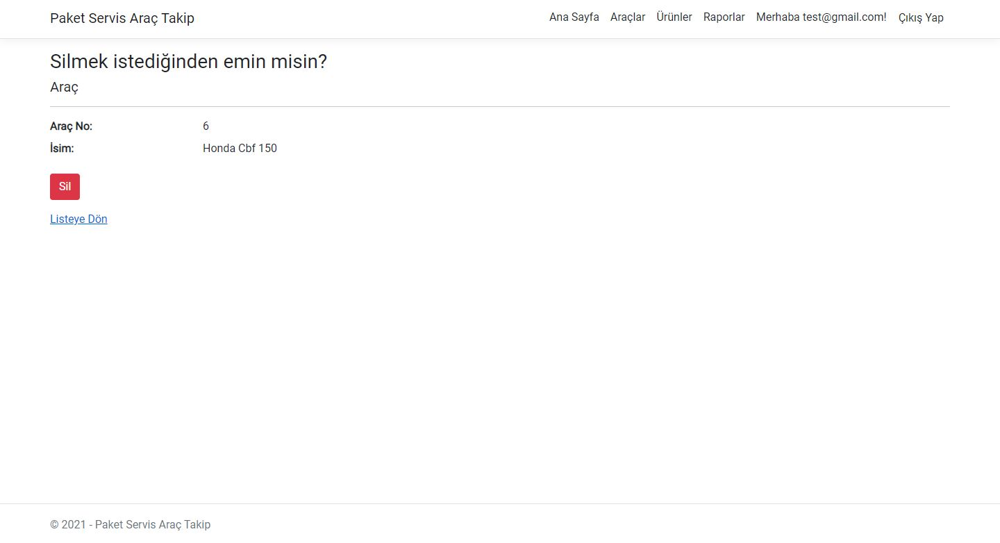 Paket Servis Araç Takip Ana Sayfa Araçlar Ürünler Raporlar Merhaba test@gmail.com! Çıkış Yap
Silmek istediğinden emin misin?
Araç
Araç No: 6
İsim: Honda Cbf 150
Sil
Listeye Dön
© 2021 - Paket Servis Araç Takip